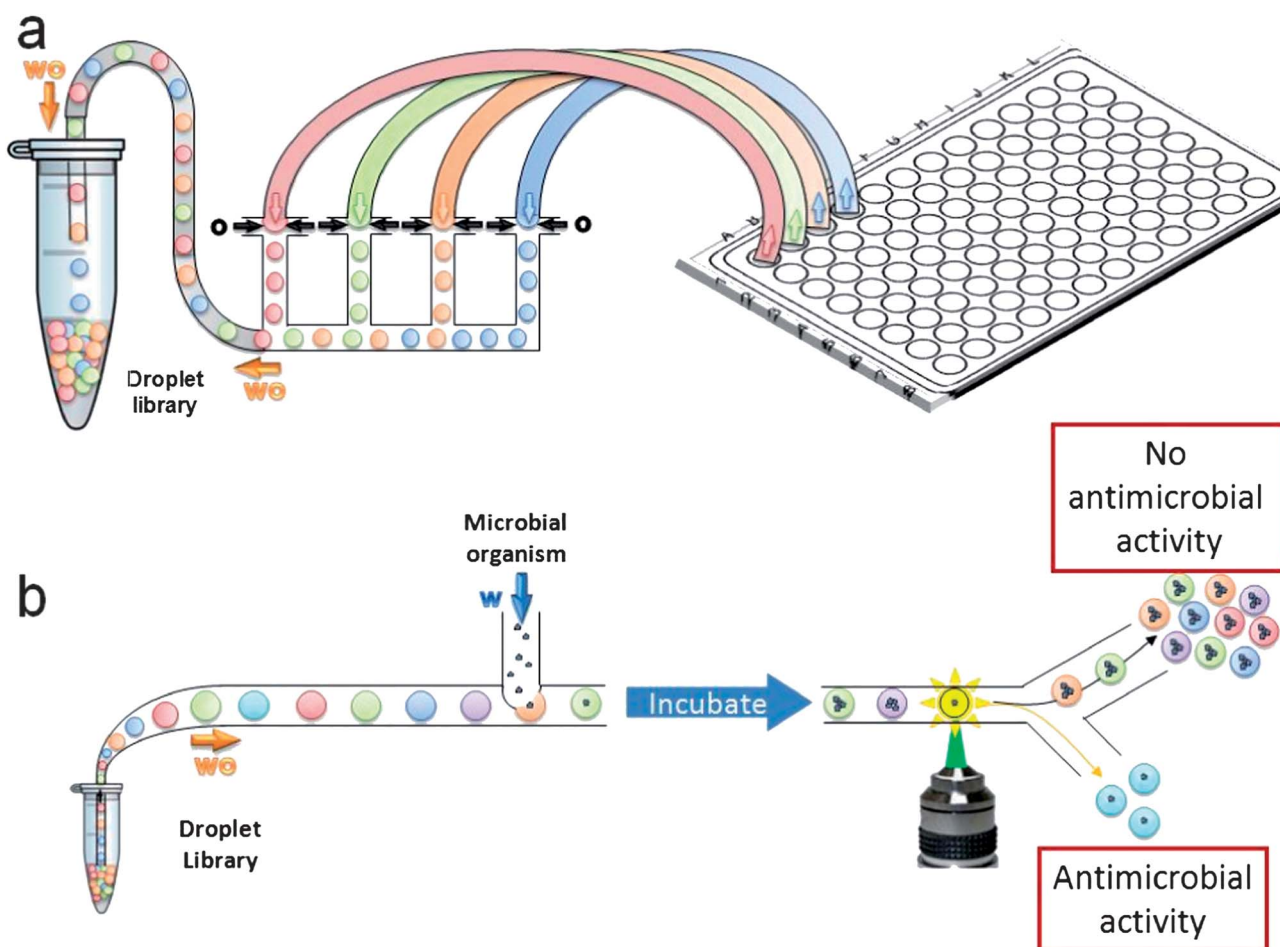 a
WO
O
O
WO
Droplet
library
I J K L
A
No
antimicrobial
activity
Microbial
organism
b
W
Incubate
WO
Droplet
Library
Antimicrobial
activity